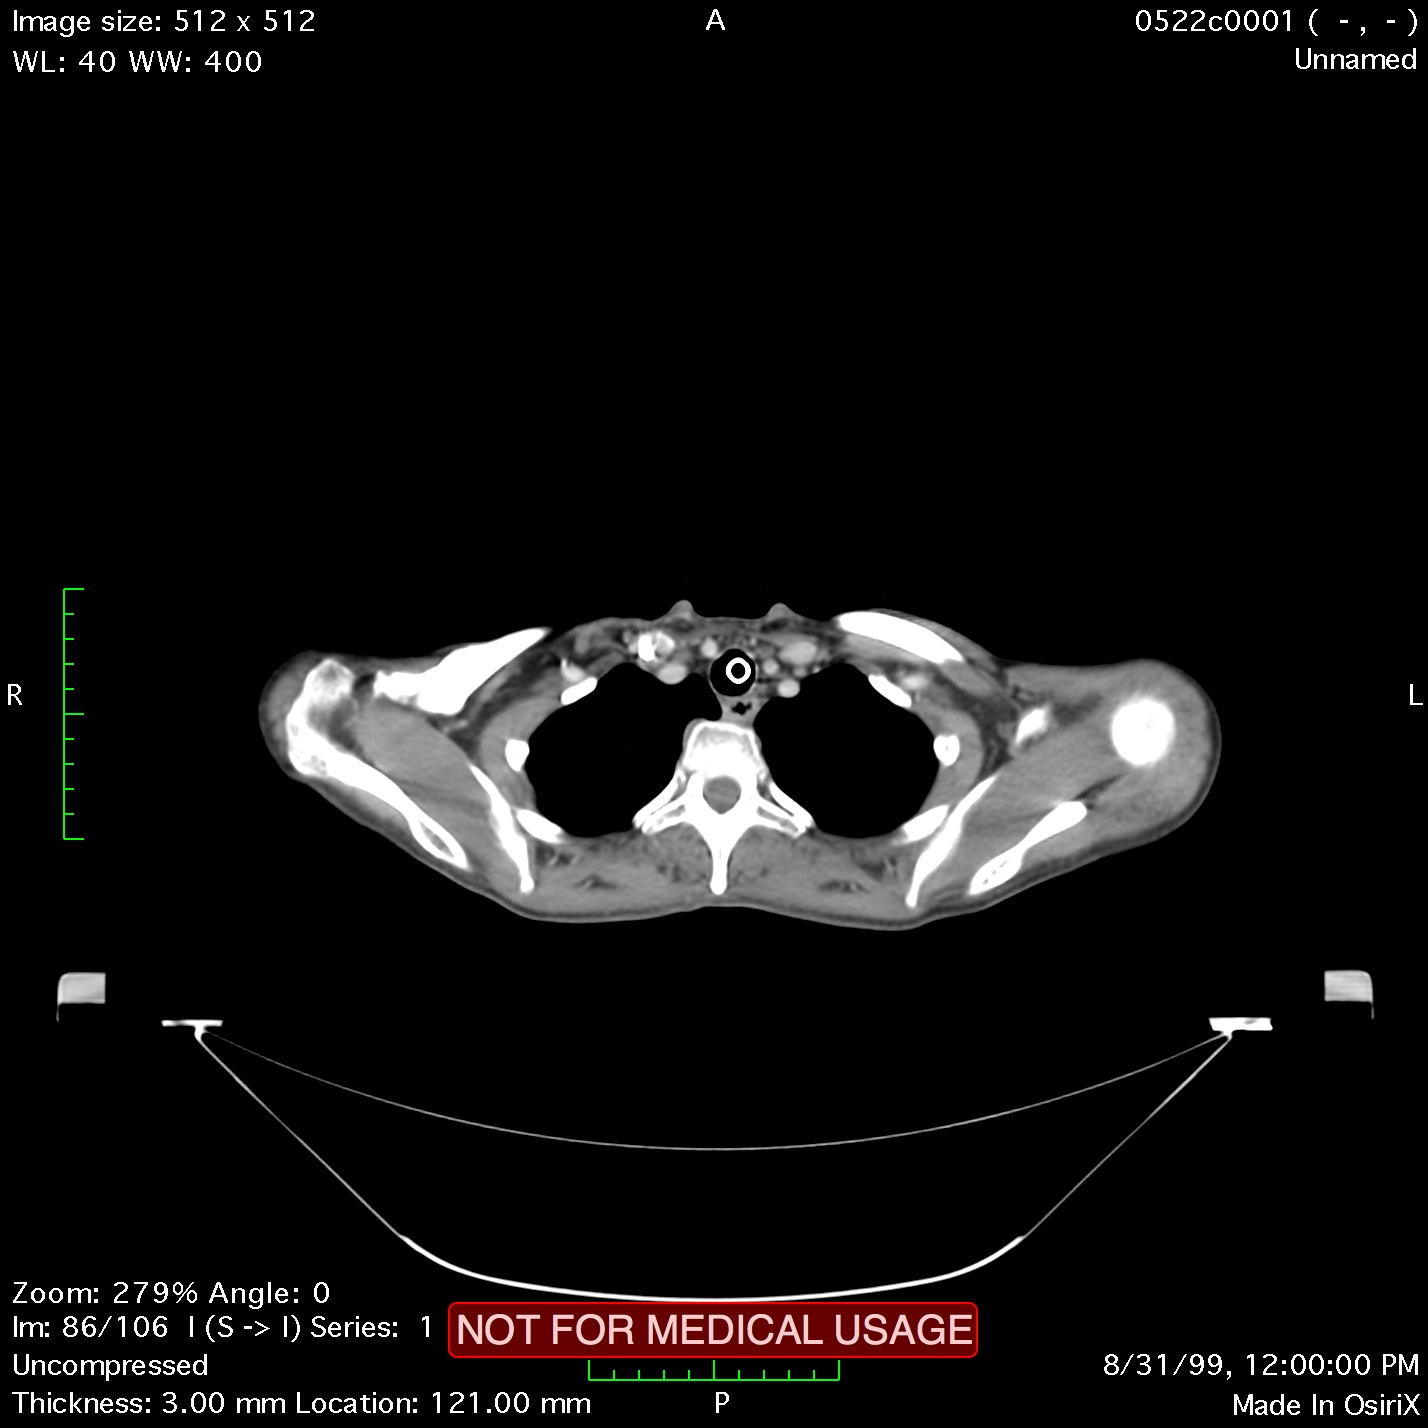 Image size: 512 x 512
WL: 40 WW: 400
A
0522c0001 ( - , - )
Unnamed
R
L
Zoom: 279% Angle: 0
Im: 86/106 I (S -> I) Series: 1
Uncompressed
Thickness: 3.00 mm Location: 121.00 mm
NOT FOR MEDICAL USAGE
P
8/31/99, 12:00:00 PM
Made In OsiriX